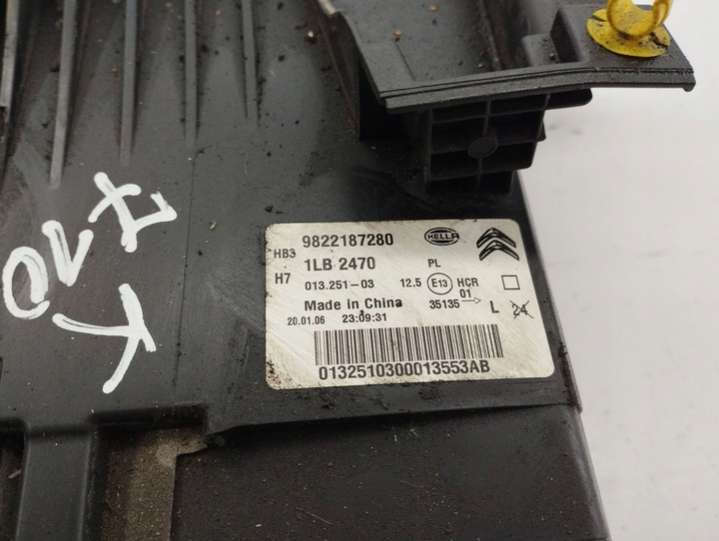 9822187280
HELLA
HB3
1LB 2470
PL
H7
013.251-03
12.5
E13
HCR
01
35135
L
24
Made in China
20.01.06
23:09:31
0132510300013553AB
710
K